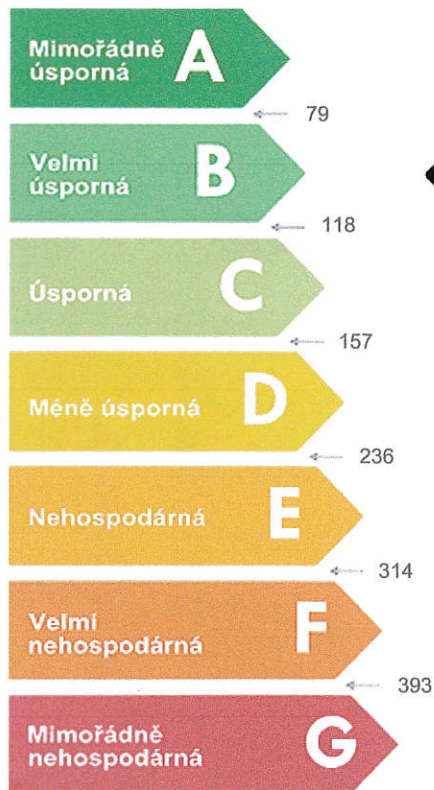 Mimořádně
úsporná
A
79
Velmi
úsporná
B
118
Úsporná
C
157
Méně úsporná
D
236
Nehospodárná
E
314
Velmi
nehospodárná
F
393
Mimořádně
nehospodárná
G